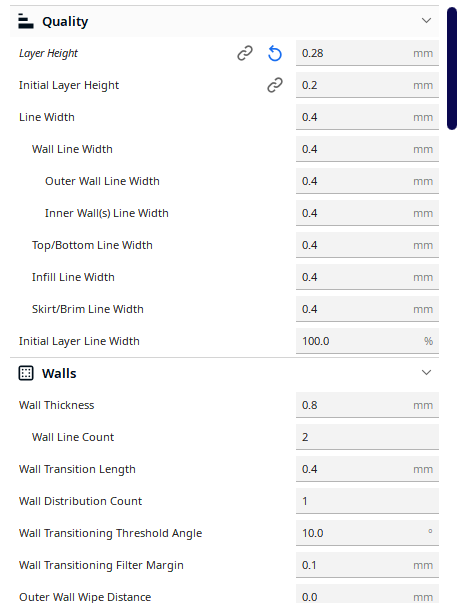 Quality
Layer Height 0.28 mm
Initial Layer Height 0.2 mm
Line Width 0.4 mm
Wall Line Width 0.4 mm
Outer Wall Line Width 0.4 mm
Inner Wall(s) Line Width 0.4 mm
Top/Bottom Line Width 0.4 mm
Infill Line Width 0.4 mm
Skirt/Brim Line Width 0.4 mm
Initial Layer Line Width 100.0 %
Walls
Wall Thickness 0.8 mm
Wall Line Count 2
Wall Transition Length 0.4 mm
Wall Distribution Count 1
Wall Transitioning Threshold Angle 10.0 °
Wall Transitioning Filter Margin 0.1 mm
Outer Wall Wipe Distance 0.0 mm